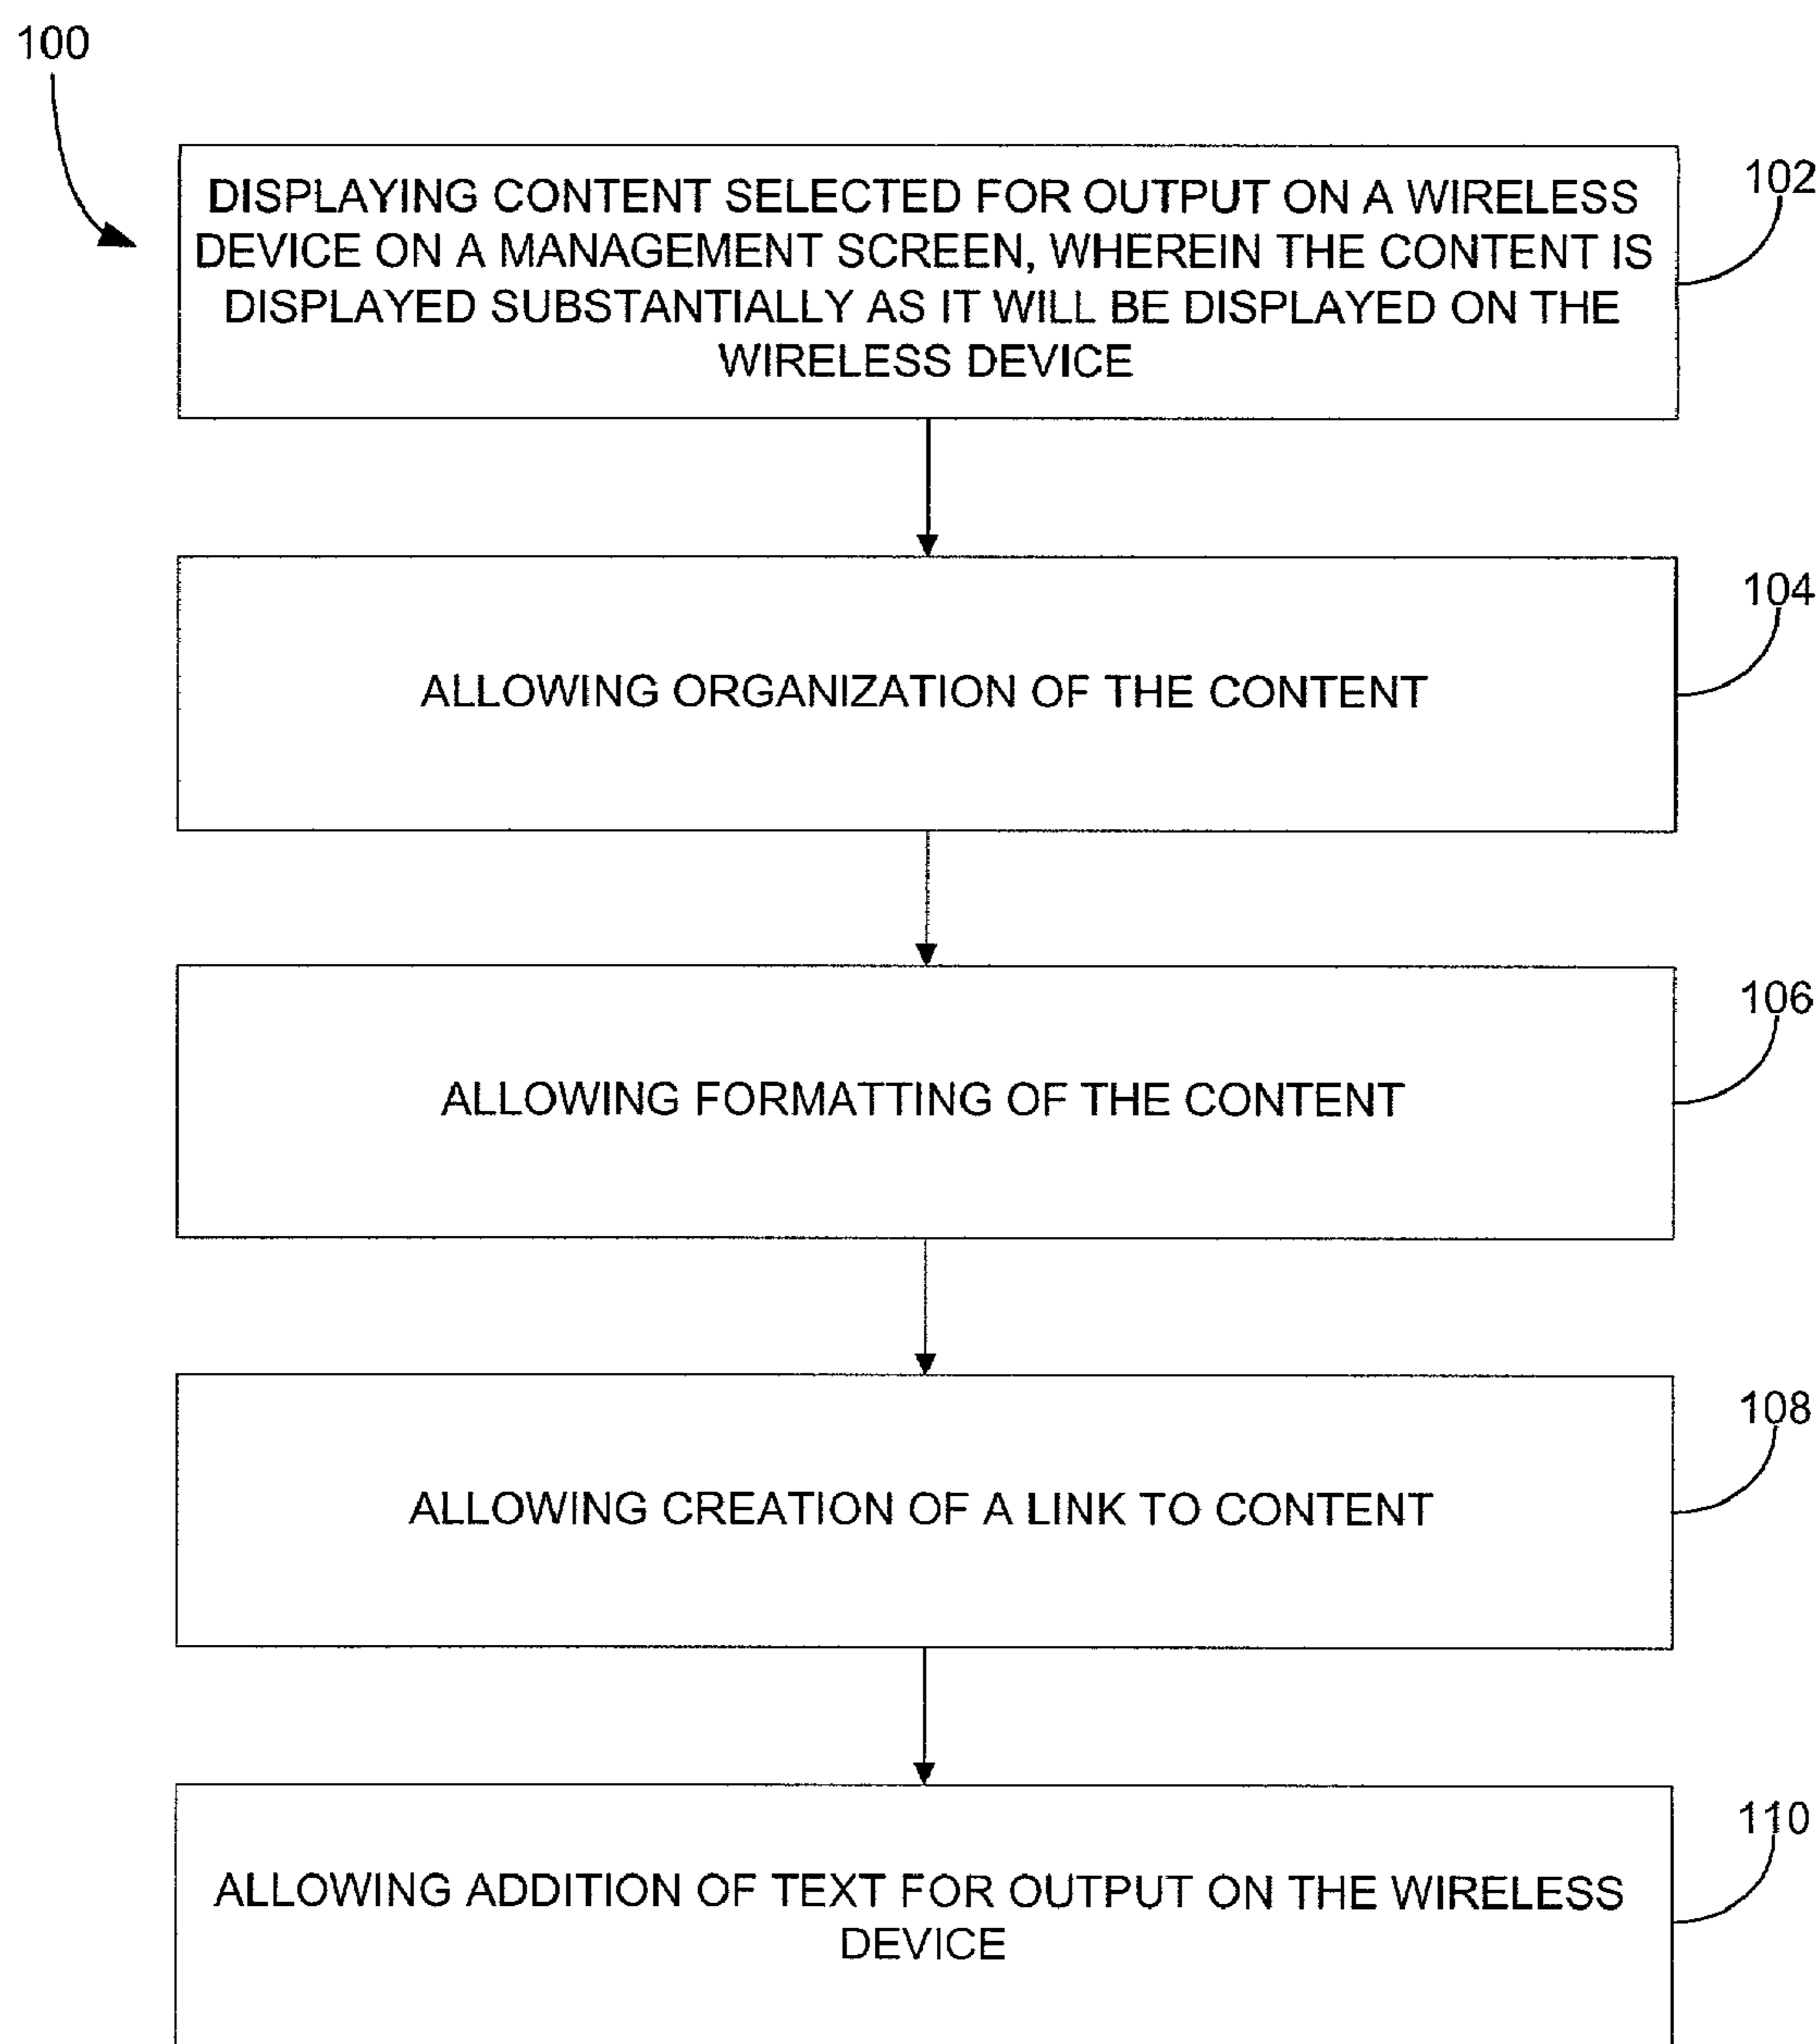 100
DISPLAYING CONTENT SELECTED FOR OUTPUT ON A WIRELESS
DEVICE ON A MANAGEMENT SCREEN, WHEREIN THE CONTENT IS
DISPLAYED SUBSTANTIALLY AS IT WILL BE DISPLAYED ON THE
WIRELESS DEVICE
102
ALLOWING ORGANIZATION OF THE CONTENT
104
ALLOWING FORMATTING OF THE CONTENT
106
ALLOWING CREATION OF A LINK TO CONTENT
108
ALLOWING ADDITION OF TEXT FOR OUTPUT ON THE WIRELESS
DEVICE
110